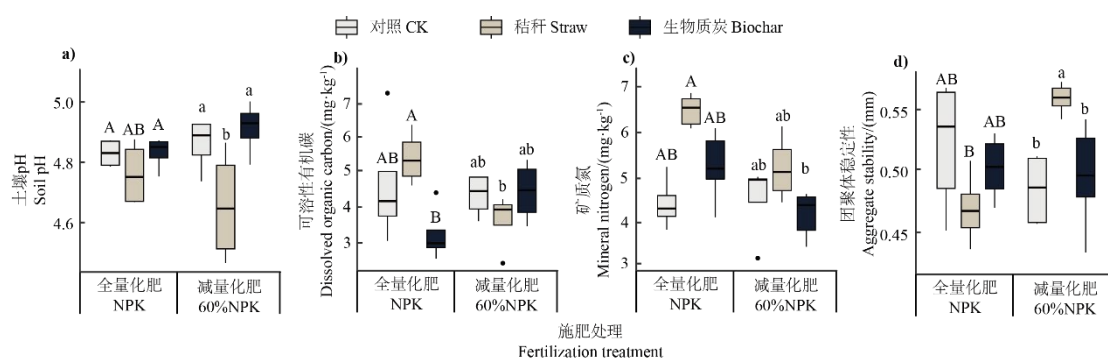 对照 CK
秸秆 Straw
生物质炭 Biochar
a)
土壤pH
Soil pH
5.0
4.8
4.6
A
AB
A
a
b
a
全量化肥
NPK
减量化肥
60%NPK
b)
可溶性有机碳
Dissolved organic carbon/(mg·kg⁻¹)
7
6
5
4
3
AB
A
B
ab
b
ab
全量化肥
NPK
减量化肥
60%NPK
c)
矿质氮
Mineral nitrogen/(mg·kg⁻¹)
7
6
5
4
3
B
A
AB
ab
a
b
全量化肥
NPK
减量化肥
60%NPK
d)
团聚体稳定性
Aggregate stability/(mm)
0.55
0.50
0.45
AB
B
AB
b
a
b
全量化肥
NPK
减量化肥
60%NPK
施肥处理
Fertilization treatment